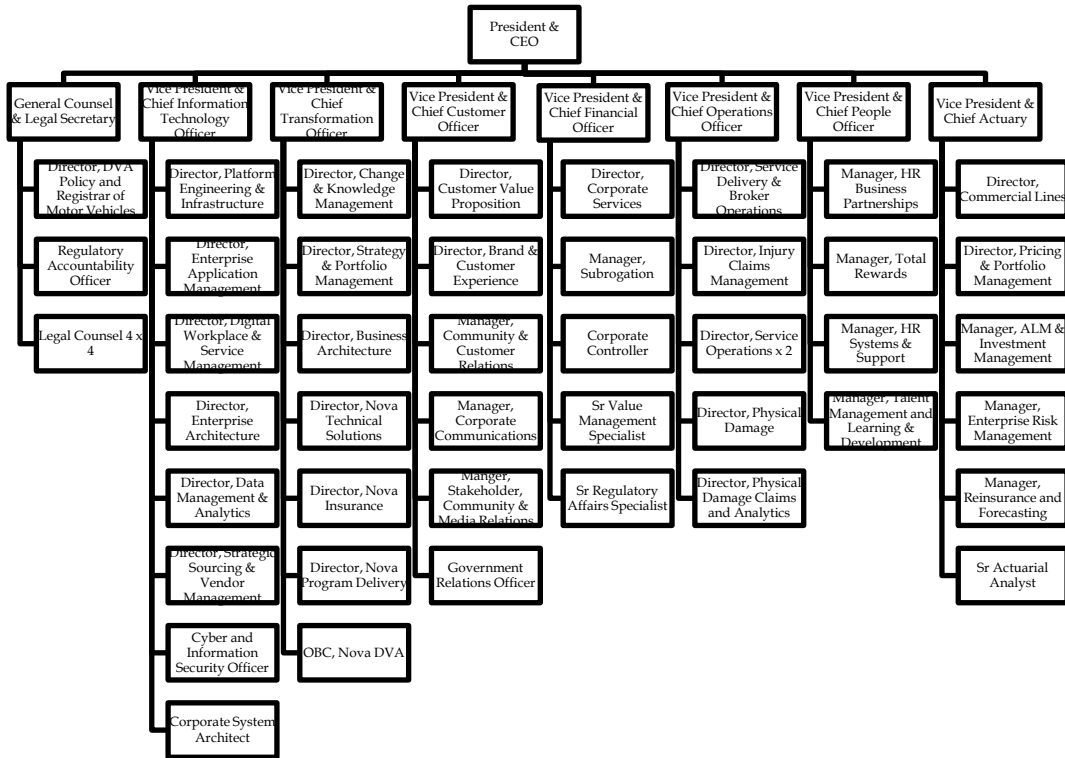 President &
CEO
General Counsel
& Legal Secretary
Vice President &
Chief Information
Technology
Officer
Vice President &
Chief
Transformation
Officer
Vice President &
Chief Customer
Officer
Vice President &
Chief Financial
Officer
Vice President &
Chief Operations
Officer
Vice President &
Chief People
Officer
Vice President &
Chief Actuary
Director, DVA
Policy and
Registrar of
Motor Vehicles
Director, Platform
Engineering &
Infrastructure
Director, Change
& Knowledge
Management
Director,
Customer Value
Proposition
Director,
Corporate
Services
Director, Service
Delivery &
Broker
Operations
Manager, HR
Business
Partnerships
Director,
Commercial Lines
Regulatory
Accountability
Officer
Director,
Enterprise
Application
Management
Director, Strategy
& Portfolio
Management
Director, Brand &
Customer
Experience
Manager,
Subrogation
Director, Injury
Claims
Management
Manager, Total
Rewards
Director, Pricing
& Portfolio
Management
Legal Counsel 4 x
4
Director, Digital
Workplace &
Service
Management
Director, Business
Architecture
Manager,
Community &
Customer
Relations
Corporate
Controller
Director, Service
Operations x 2
Manager, HR
Systems &
Support
Manager, ALM &
Investment
Management
Director,
Enterprise
Architecture
Director, Nova
Technical
Solutions
Manager,
Corporate
Communications
Sr Value
Management
Specialist
Director, Physical
Damage
Manager, Talent
Management and
Learning &
Development
Manager,
Enterprise Risk
Management
Director, Data
Management &
Analytics
Director, Nova
Insurance
Manger,
Stakeholder,
Community &
Media Relations
Sr Regulatory
Affairs Specialist
Director, Physical
Damage Claims
and Analytics
Manager,
Reinsurance and
Forecasting
Director, Strategic
Sourcing &
Vendor
Management
Director, Nova
Program Delivery
Government
Relations Officer
Sr Actuarial
Analyst
Cyber and
Information
Security Officer
OBC, Nova DVA
Corporate System
Architect